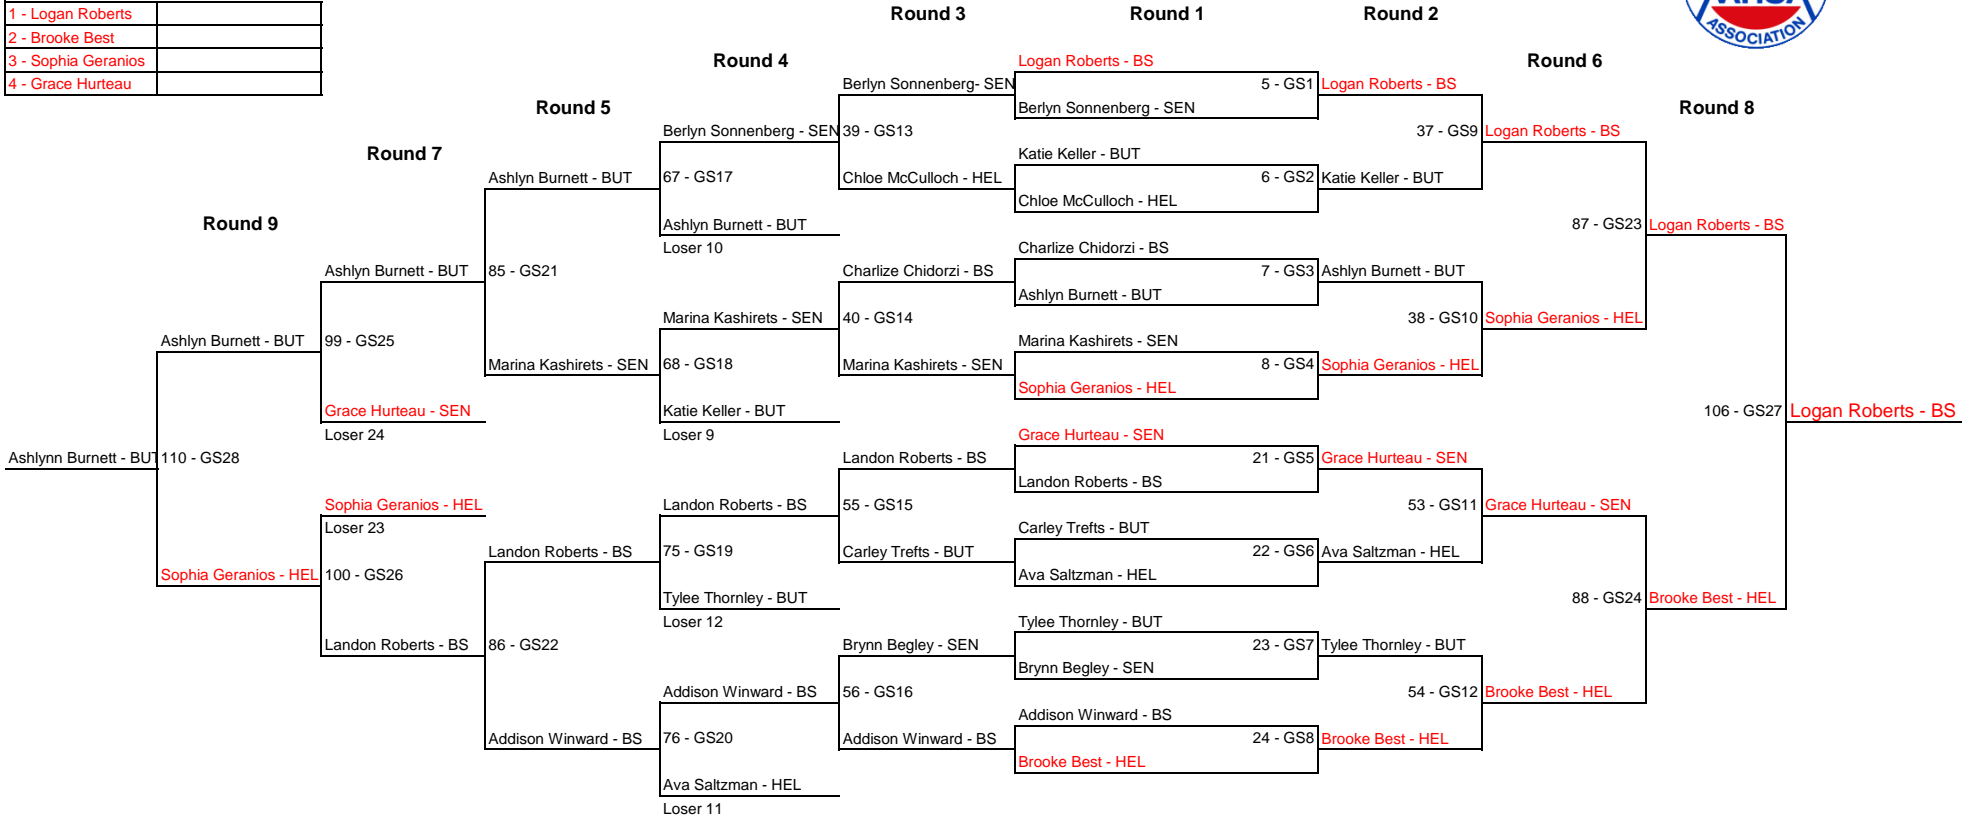 1 - Logan Roberts
2 - Brooke Best
3 - Sophia Geranios
4 - Grace Hurteau
ASSOCIATION
Round 3
Round 1
Round 2
Round 4
Round 6
Round 5
Round 8
Round 7
Round 9
Logan Roberts - BS
Berlyn Sonnenberg- SEN
5 - GS1
Logan Roberts - BS
Berlyn Sonnenberg - SEN
Berlyn Sonnenberg - SEN
39 - GS13
37 - GS9
Logan Roberts - BS
Katie Keller - BUT
Ashlyn Burnett - BUT
67 - GS17
Chloe McCulloch - HEL
6 - GS2
Katie Keller - BUT
Chloe McCulloch - HEL
Ashlyn Burnett - BUT
Loser 10
87 - GS23
Logan Roberts - BS
Charlize Chidorzi - BS
Ashlyn Burnett - BUT
85 - GS21
Charlize Chidorzi - BS
7 - GS3
Ashlyn Burnett - BUT
Ashlyn Burnett - BUT
Marina Kashirets - SEN
40 - GS14
38 - GS10
Sophia Geranios - HEL
Ashlyn Burnett - BUT
99 - GS25
Marina Kashirets - SEN
Marina Kashirets - SEN
68 - GS18
Marina Kashirets - SEN
8 - GS4
Sophia Geranios - HEL
Sophia Geranios - HEL
Grace Hurteau - SEN
Loser 24
Katie Keller - BUT
Loser 9
106 - GS27
Logan Roberts - BS
Grace Hurteau - SEN
Ashlynn Burnett - BUT
110 - GS28
Landon Roberts - BS
21 - GS5
Grace Hurteau - SEN
Landon Roberts - BS
Sophia Geranios - HEL
Loser 23
Landon Roberts - BS
55 - GS15
53 - GS11
Grace Hurteau - SEN
Carley Trefts - BUT
Landon Roberts - BS
75 - GS19
Carley Trefts - BUT
22 - GS6
Ava Saltzman - HEL
Sophia Geranios - HEL
100 - GS26
Ava Saltzman - HEL
Tylee Thornley - BUT
Loser 12
88 - GS24
Brooke Best - HEL
Tylee Thornley - BUT
Landon Roberts - BS
86 - GS22
Brynn Begley - SEN
23 - GS7
Tylee Thornley - BUT
Brynn Begley - SEN
Addison Winward - BS
56 - GS16
54 - GS12
Brooke Best - HEL
Addison Winward - BS
Addison Winward - BS
76 - GS20
Addison Winward - BS
24 - GS8
Brooke Best - HEL
Brooke Best - HEL
Ava Saltzman - HEL
Loser 11